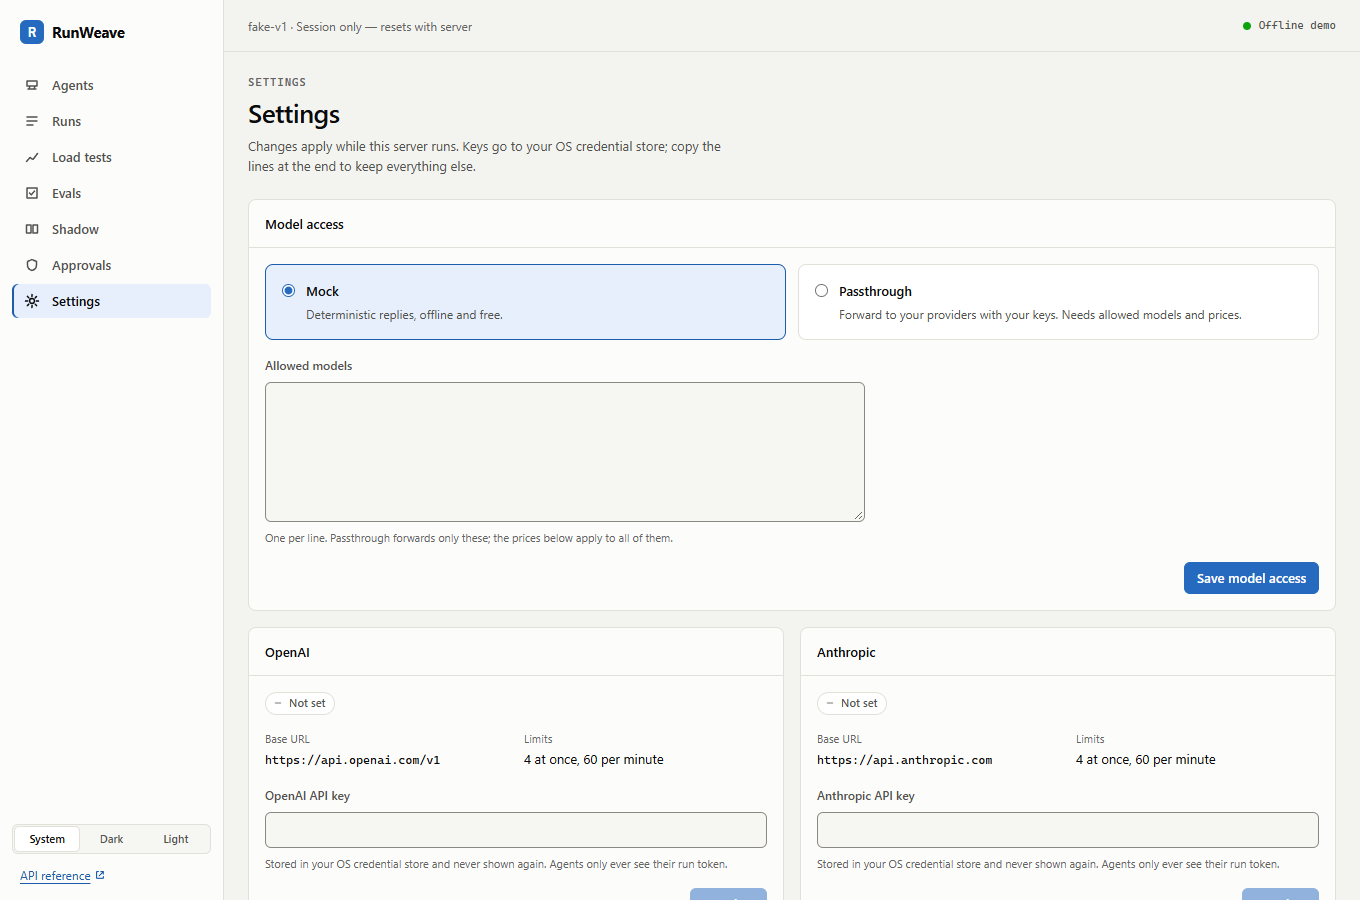 R RunWeave
Agents
Runs
Load tests
Evals
Shadow
Approvals
Settings
System Dark Light
API reference
fake-v1 · Session only — resets with server
Offline demo
SETTINGS
Settings
Changes apply while this server runs. Keys go to your OS credential store; copy the
lines at the end to keep everything else.
Model access
Mock
Deterministic replies, offline and free.
Passthrough
Forward to your providers with your keys. Needs allowed models and prices.
Allowed models
One per line. Passthrough forwards only these; the prices below apply to all of them.
Save model access
OpenAI
Not set
Base URL
https://api.openai.com/v1
Limits
4 at once, 60 per minute
OpenAI API key
Stored in your OS credential store and never shown again. Agents only ever see their run token.
Anthropic
Not set
Base URL
https://api.anthropic.com
Limits
4 at once, 60 per minute
Anthropic API key
Stored in your OS credential store and never shown again. Agents only ever see their run token.